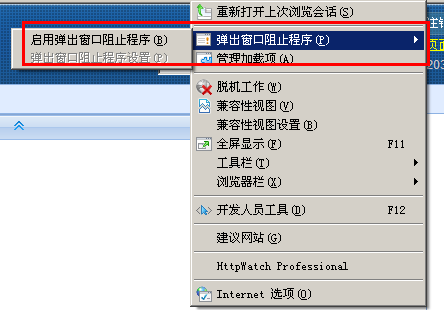 重新打开上次浏览会话(S)
启用弹出窗口阻止程序(B)
弹出窗口阻止程序(P)
弹出窗口阻止程序设置(P)
管理加载项(A)
脱机工作(W)
兼容性视图(V)
兼容性视图设置(B)
全屏显示(F) F11
工具栏(T)
浏览器栏(X)
开发人员工具(D) F12
建议网站(G)
HttpWatch Professional
Internet 选项(O)